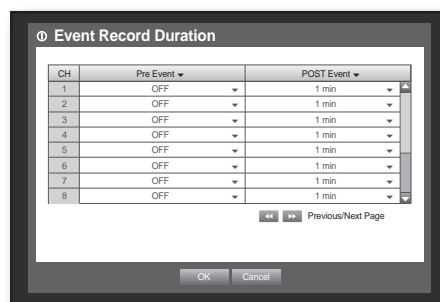 Event Record Duration
CH Pre Event POST Event
1 OFF 1 min
2 OFF 1 min
3 OFF 1 min
4 OFF 1 min
5 OFF 1 min
6 OFF 1 min
7 OFF 1 min
8 OFF 1 min
Previous/Next Page
OK Cancel